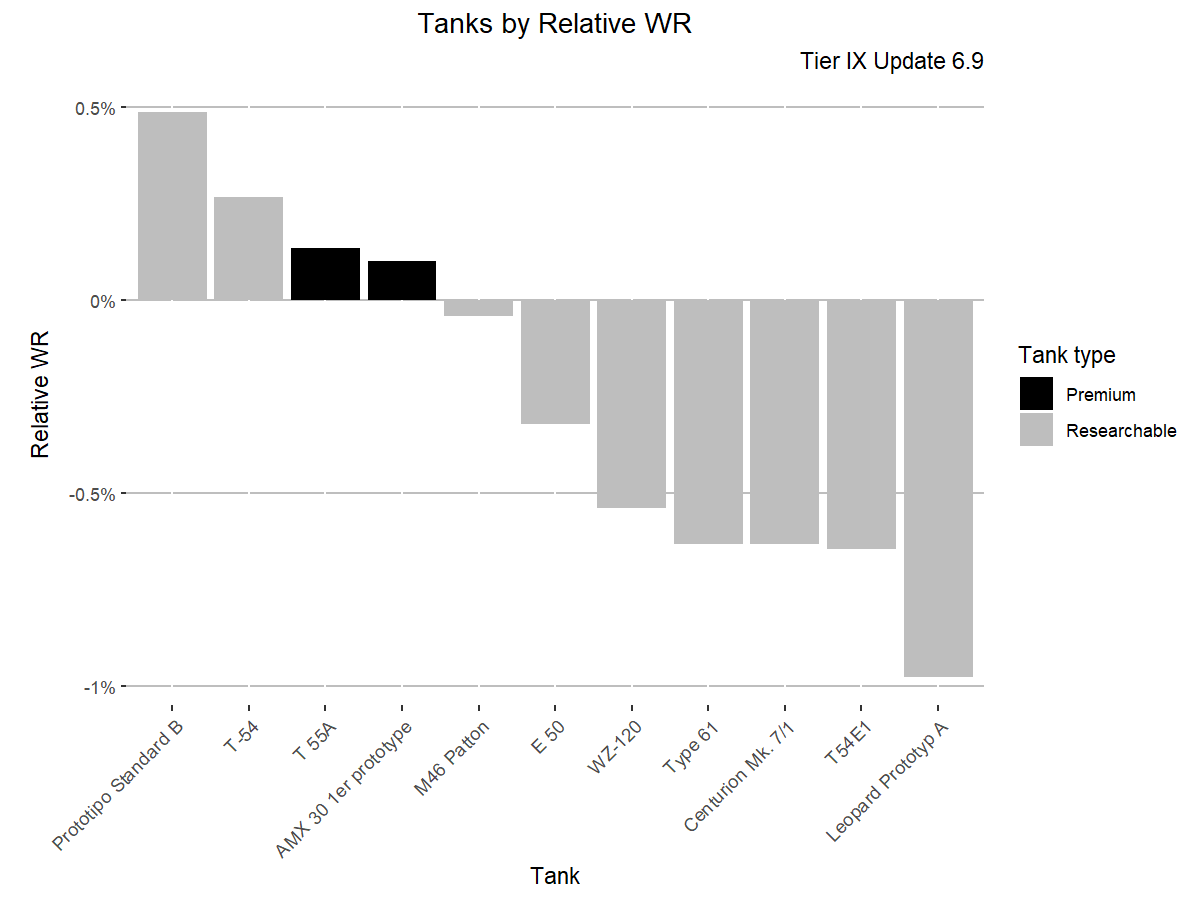 Tanks by Relative WR
Tier IX Update 6.9
0.5%
0%
-0.5%
-1%
Relative WR
Prototipo Standard B
T-54
T 55A
AMX 30 1er prototype
M46 Patton
E 50
WZ-120
Type 61
Centurion Mk. 7/1
T54E1
Leopard Prototyp A
Tank
Tank type
Premium
Researchable